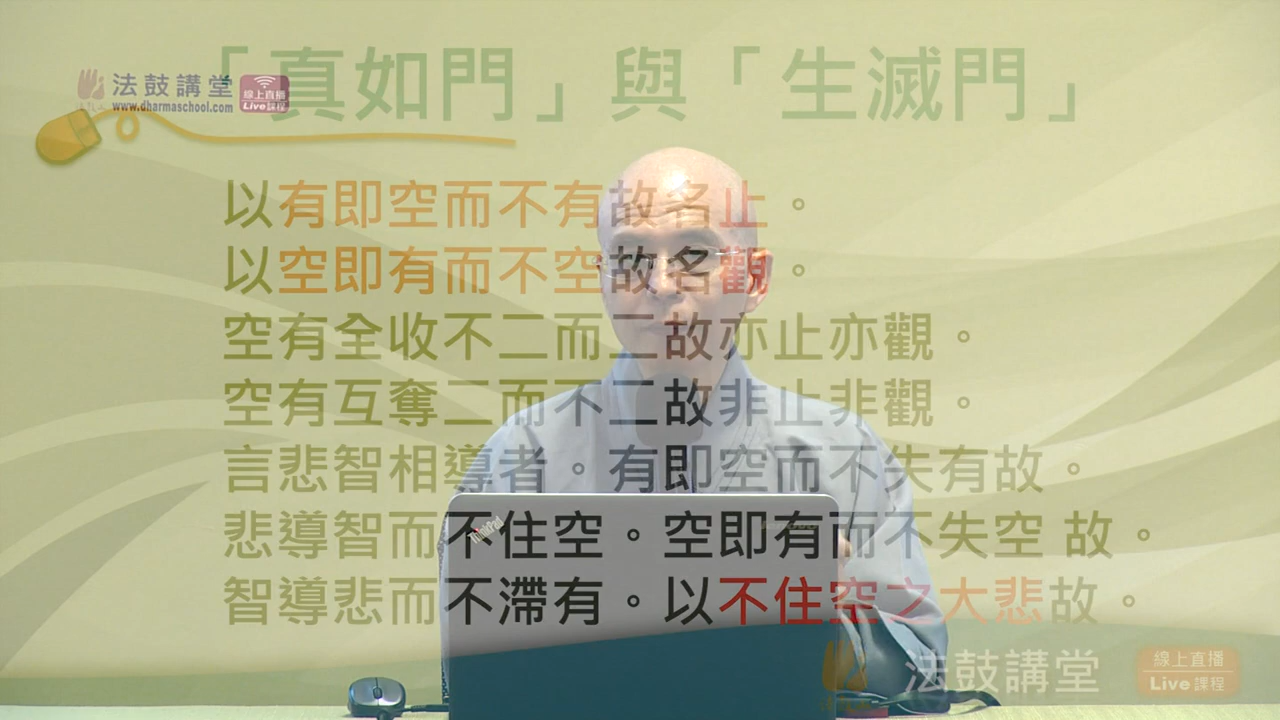 「真如門」與「生滅門」
法鼓講堂
www.dharmaschool.com
線上直播
Live課程
以有即空而不有故名止。
以空即有而不空故名觀。
空有全收不二而二故亦止亦觀。
空有互奪二而不二故非止非觀。
言悲智相導者。有即空而不失有故。
悲導智而不住空。空即有而不失空 故。
智導悲而不滯有。以不住空之大悲故。
ThinkPad
法鼓講堂
線上直播
Live 課程